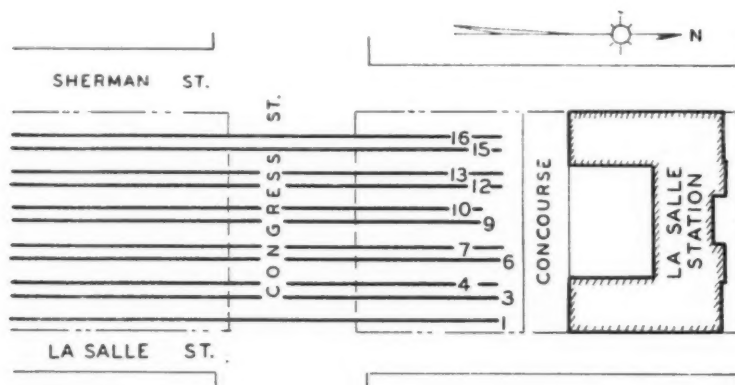 N
SHERMAN ST.
CONGRESS ST.
16
15
13
12
10
9
7
6
4
3
1
CONCOURSE
LA SALLE
STATION
LA SALLE ST.